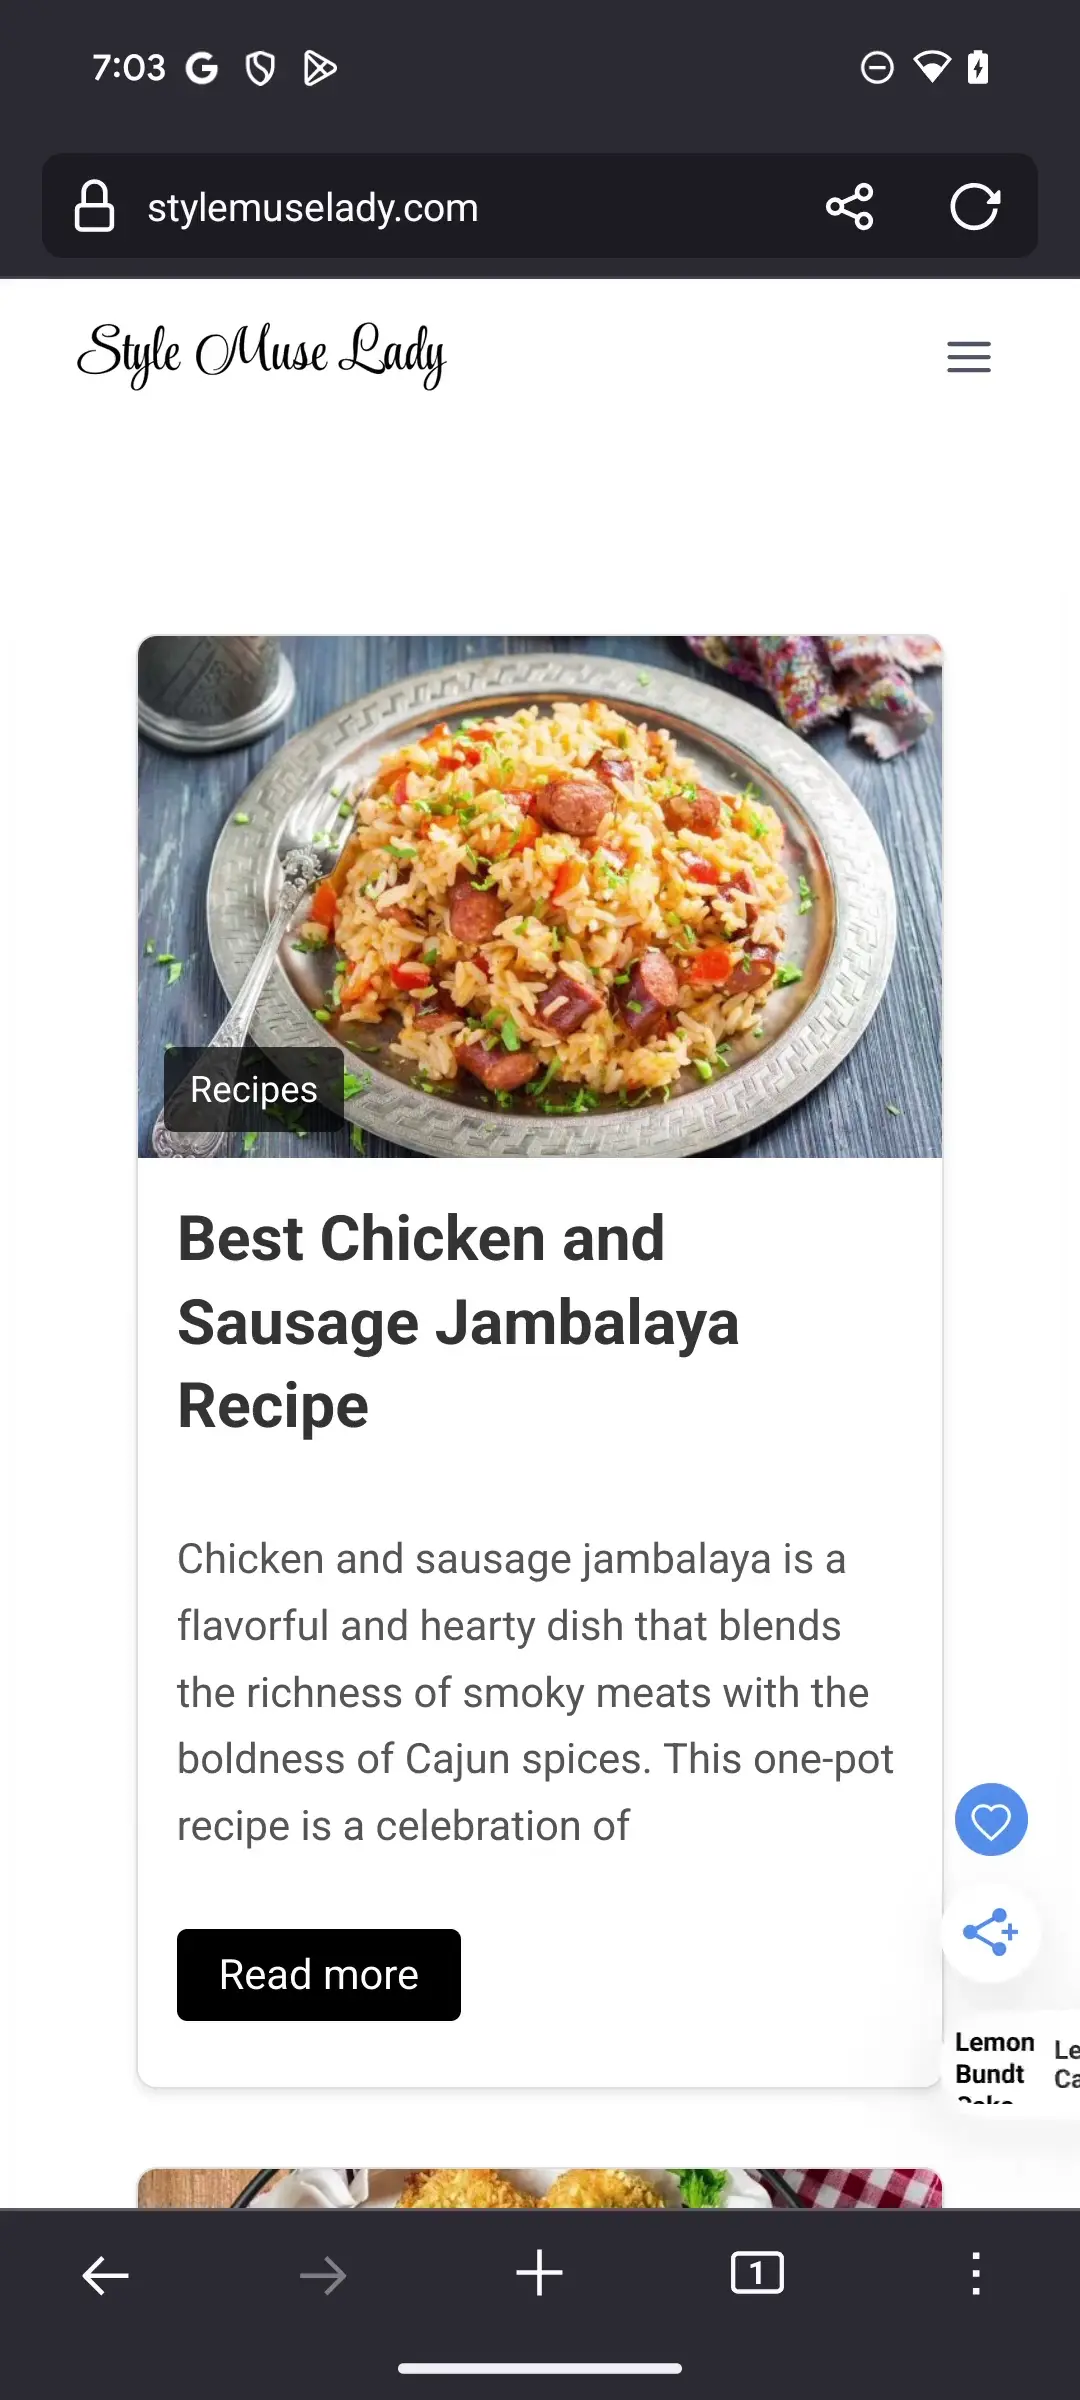 7:03
stylemuselady.com
Style Muse Lady
Recipes
Best Chicken and
Sausage Jambalaya
Recipe
Chicken and sausage jambalaya is a
flavorful and hearty dish that blends
the richness of smoky meats with the
boldness of Cajun spices. This one-pot
recipe is a celebration of
Read more
Lemon
Bundt
Le
Ca
1